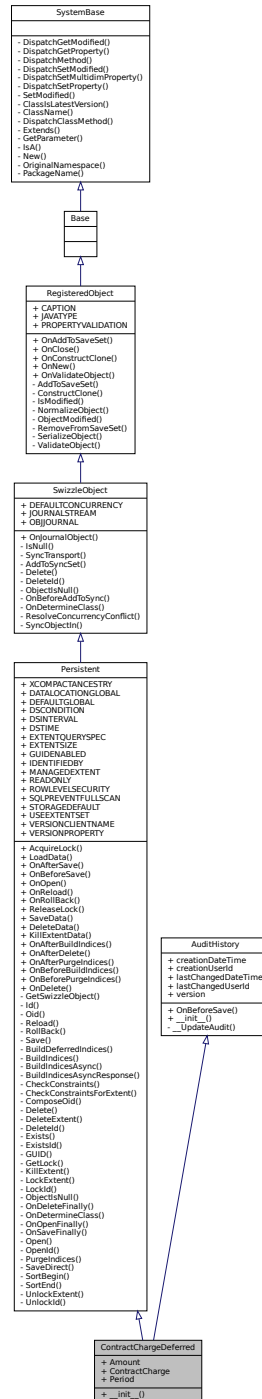 SystemBase
- DispatchGetModified()
- DispatchGetProperty()
- DispatchMethod()
- DispatchSetModified()
- DispatchSetMultidimProperty()
- DispatchSetProperty()
- SetModified()
- ClassIsLatestVersion()
- ClassName()
- DispatchClassMethod()
- Extends()
- GetParameter()
- IsA()
- New()
- OriginalNamespace()
- PackageName()
Base
RegisteredObject
+ CAPTION
+ JAVATYPE
+ PROPERTYVALIDATION
+ OnAddToSaveSet()
+ OnClose()
+ OnConstructClone()
+ OnNew()
+ OnValidateObject()
- AddToSaveSet()
- ConstructClone()
- IsModified()
- NormalizeObject()
- ObjectModified()
- RemoveFromSaveSet()
- SerializeObject()
- ValidateObject()
SwizzleObject
+ DEFAULTCONCURRENCY
+ JOURNALSTREAM
+ OBJJOURNAL
+ OnJournalObject()
- IsNull()
- SyncTransport()
- AddToSyncSet()
- Delete()
- DeleteId()
- ObjectIsNull()
- OnBeforeAddToSync()
- OnDetermineClass()
- ResolveConcurrencyConflict()
- SyncObjectIn()
Persistent
+ XCOMPACTANCESTRY
+ DATALOCATIONGLOBAL
+ DEFAULTGLOBAL
+ DSCONDITION
+ DSINTERVAL
+ DSTIME
+ EXTENTQUERYSPEC
+ EXTENTSIZE
+ GUIDENABLED
+ IDENTIFIEDBY
+ MANAGEDEXTENT
+ READONLY
+ ROWLEVELSECURITY
+ SQLPREVENTFULLSCAN
+ STORAGEDEFAULT
+ USEEXTENTSET
+ VERSIONCLIENTNAME
+ VERSIONPROPERTY
+ AcquireLock()
+ LoadData()
+ OnAfterSave()
+ OnBeforeSave()
+ OnOpen()
+ OnReload()
+ OnRollBack()
+ ReleaseLock()
+ SaveData()
+ DeleteData()
+ KillExtentData()
+ OnAfterBuildIndices()
+ OnAfterDelete()
+ OnAfterPurgeIndices()
+ OnBeforeBuildIndices()
+ OnBeforePurgeIndices()
+ OnDelete()
- GetSwizzleObject()
- Id()
- Oid()
- Reload()
- RollBack()
- Save()
- BuildDeferredIndices()
- BuildIndices()
- BuildIndicesAsync()
- BuildIndicesAsyncResponse()
- CheckConstraints()
- CheckConstraintsForExtent()
- ComposeOid()
- Delete()
- DeleteExtent()
- DeleteId()
- Exists()
- ExistsId()
- GUID()
- GetLock()
- KillExtent()
- LockExtent()
- LockId()
- ObjectIsNull()
- OnDeleteFinally()
- OnDetermineClass()
- OnOpenFinally()
- OnSaveFinally()
- Open()
- OpenId()
- PurgeIndices()
- SaveDirect()
- SortBegin()
- SortEnd()
- UnlockExtent()
- UnlockId()
AuditHistory
+ creationDateTime
+ creationUserId
+ lastChangedDateTime
+ lastChangedUserId
+ version
+ OnBeforeSave()
+ __init__()
- __UpdateAudit()
ContractChargeDeferred
+ Amount
+ ContractCharge
+ Period
+ __init__()